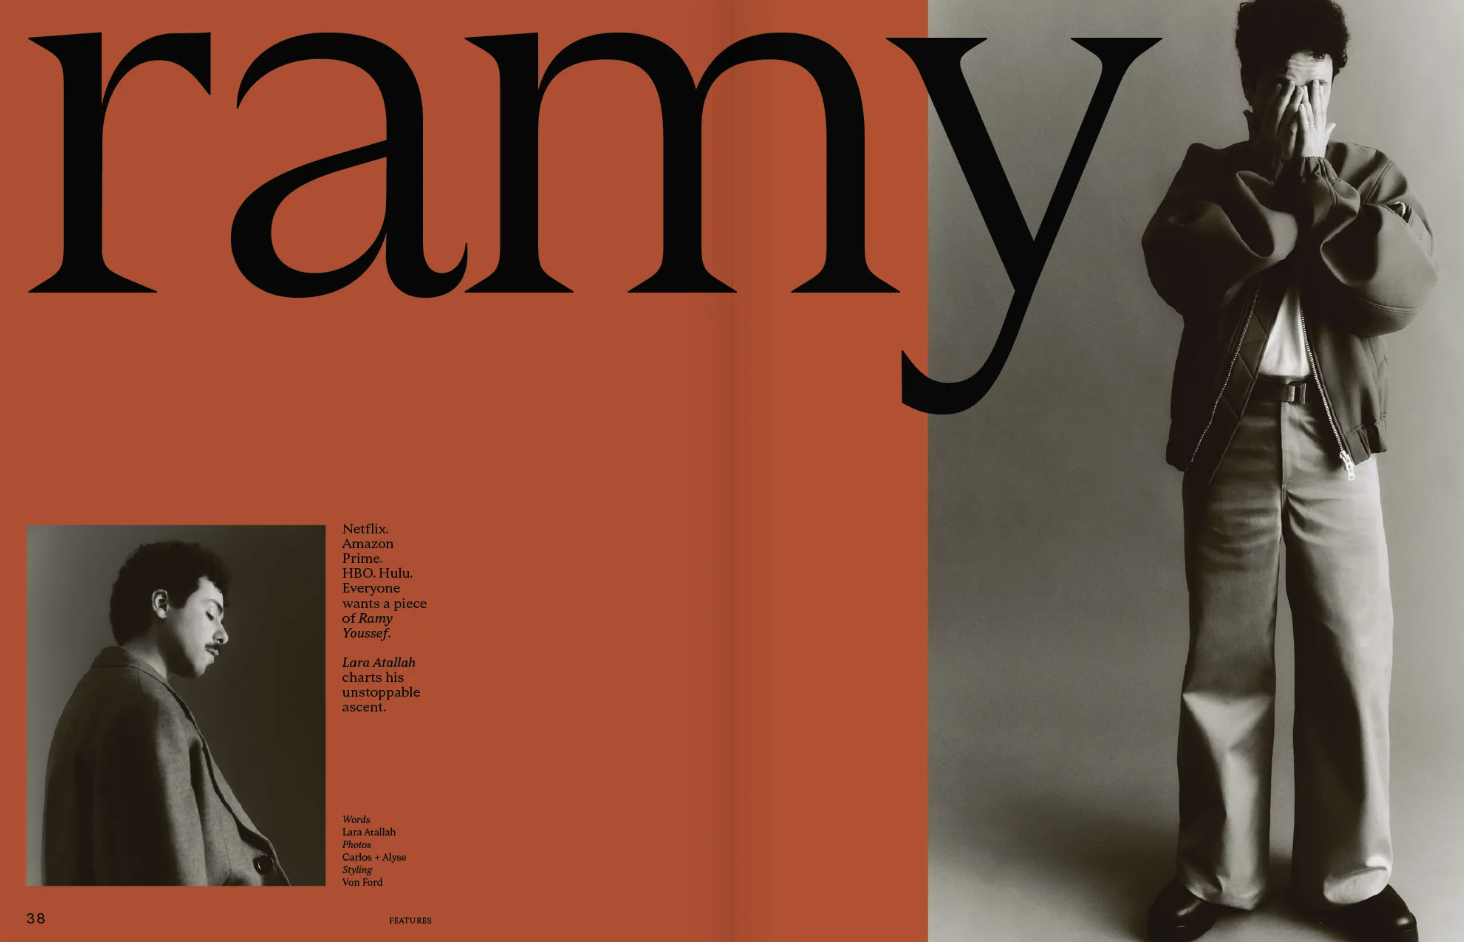 ramy
Netflix.
Amazon
Prime.
HBO. Hulu.
Everyone
wants a piece
of Ramy
Youssef.
Lara Atallah
charts his
unstoppable
ascent.
Words
Lara Atallah
Photos
Carlos + Alyse
Styling
Von Ford
38
FEATURES